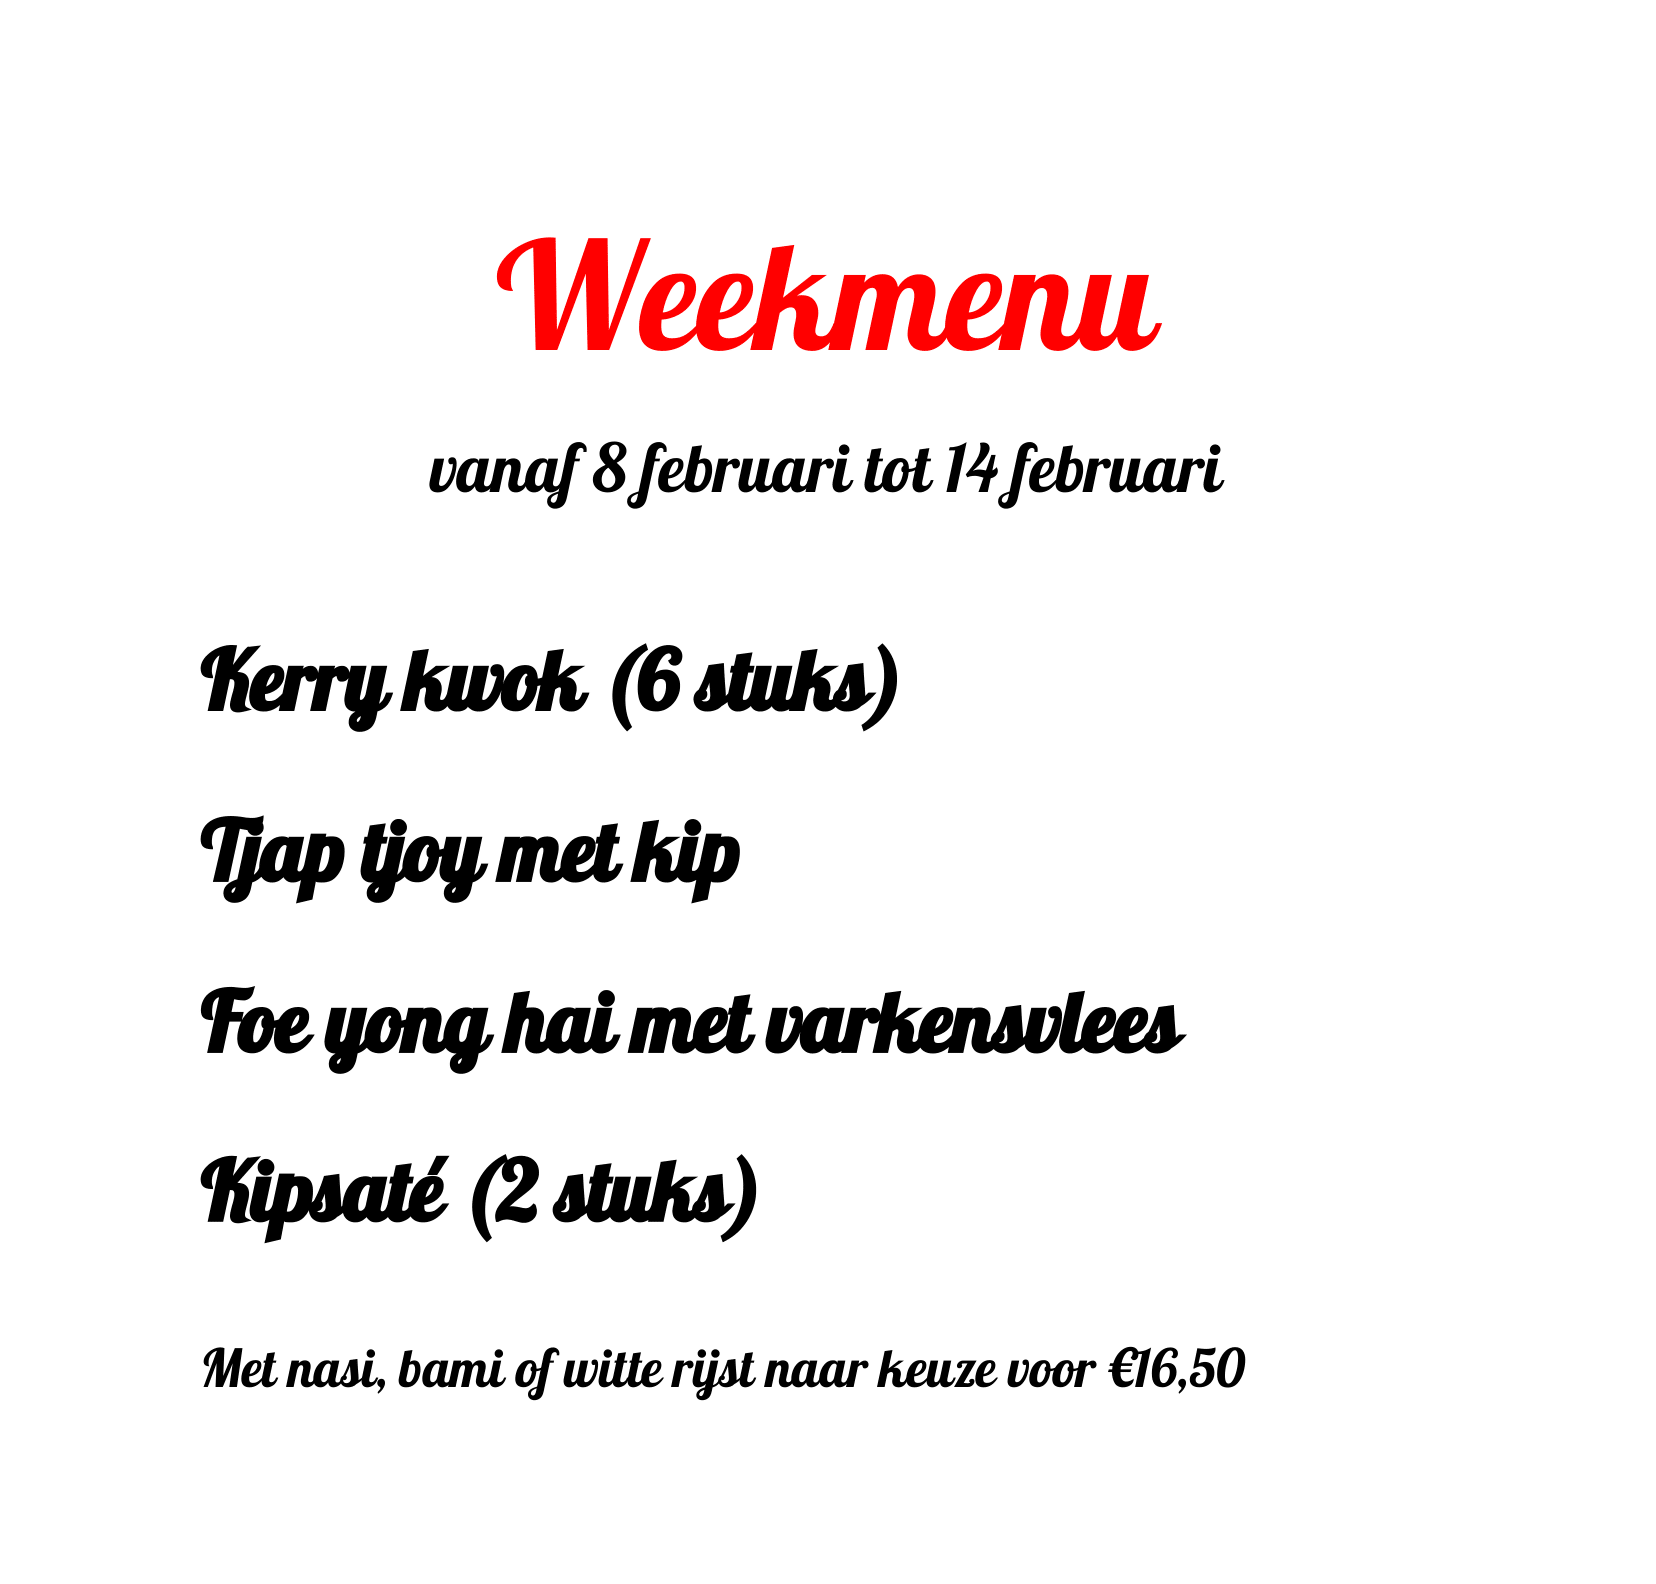 Weekmenu
vanaf 8 februari tot 14 februari
Kerry kwok (6 stuks)
Tjap tjoy met kip
Foe yong hai met varkensvlees
Kipsaté (2 stuks)
Met nasi, bami of witte rijst naar keuze voor €16,50